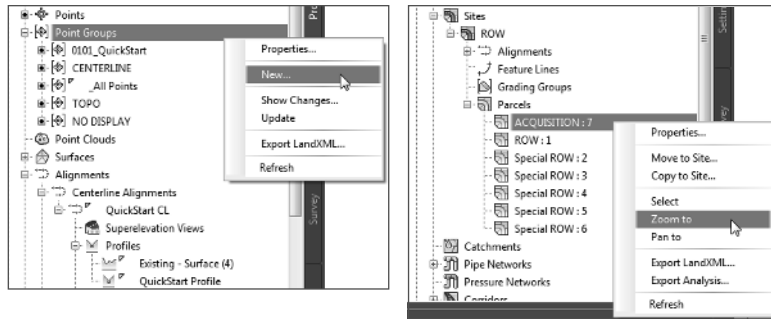 Points
Point Groups
0101_QuickStart
CENTERLINE
_All Points
TOPO
NO DISPLAY
Point Clouds
Surfaces
Alignments
Centerline Alignments
QuickStart CL
Superelevation Views
Profiles
Existing - Surface (4)
QuickStart Profile
Properties...
New...
Show Changes...
Update
Export LandXML...
Refresh
Survey
Sites
ROW
Alignments
Feature Lines
Grading Groups
Parcels
ACQUISITION : 7
ROW : 1
Special ROW : 2
Special ROW : 3
Special ROW : 4
Special ROW : 5
Special ROW : 6
Catchments
Pipe Networks
Pressure Networks
Corridors
Properties...
Move to Site...
Copy to Site...
Select
Zoom to
Pan to
Export LandXML...
Export Analysis...
Refresh